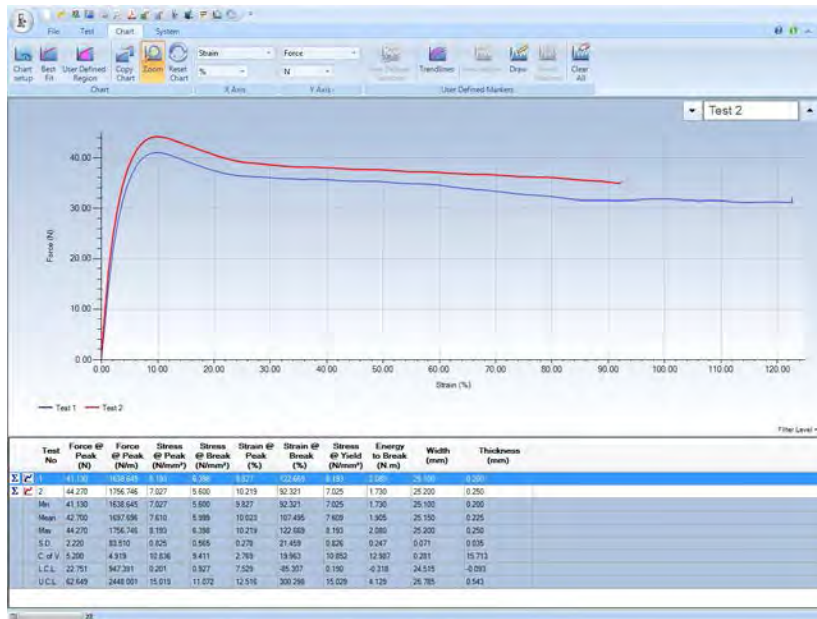 File Test Chart System
Chart setup Best Fit User Defined Region Copy Chart Zoom Reset Chart Strain Force Trendlines Draw Clear All
% N
Chart X Axis Y Axis User Defined Markers
Test 2
40.00
30.00
20.00
10.00
0.00
Force (N)
0.00 10.00 20.00 30.00 40.00 50.00 60.00 70.00 80.00 90.00 100.00 110.00 120.00
Strain (%)
Test 1 Test 2
Filter Level
Test No Force @ Peak (N) Force @ Peak (N/m) Stress @ Peak (N/mm²) Stress @ Break (N/mm²) Strain @ Peak (%) Strain @ Break (%) Stress @ Yield (N/mm²) Energy to Break (N.m) Width (mm) Thickness (mm)
Σ 1 41.130 1638.645 8.193 6.398 9.827 122.669 8.193 2.080 25.100 0.200
Σ 2 44.270 1756.746 7.027 5.600 10.219 92.321 7.025 1.730 25.200 0.250
Min 41.130 1638.645 7.027 5.600 9.827 92.321 7.025 1.730 25.100 0.200
Mean 42.700 1697.696 7.610 5.999 10.023 107.495 7.609 1.905 25.150 0.225
Max 44.270 1756.746 8.193 6.398 10.219 122.669 8.193 2.080 25.200 0.250
S.D. 2.220 83.510 0.825 0.565 0.278 21.459 0.826 0.247 0.071 0.035
C. of V. 5.200 4.919 10.836 9.411 2.769 19.963 10.852 12.987 0.281 15.713
L.C.L. 22.751 947.391 0.201 0.927 7.529 -85.307 0.190 -0.318 24.515 -0.093
U.C.L. 62.649 2448.001 15.019 11.072 12.516 300.298 15.029 4.129 25.785 0.543